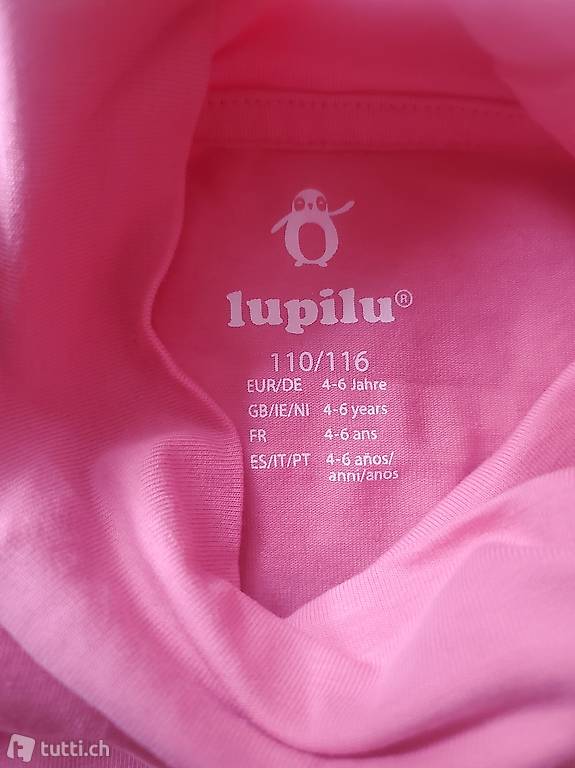 lupilu®
110/116
EUR/DE 4-6 Jahre
GB/IE/NI 4-6 years
FR 4-6 ans
ES/IT/PT 4-6 años/
anni/anos
tutti.ch